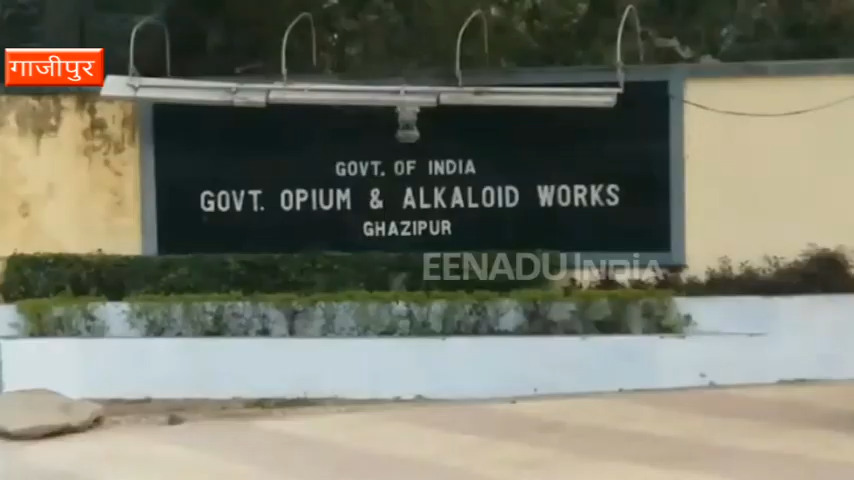 गाजीपुर
GOVT. OF INDIA
GOVT. OPIUM & ALKALOID WORKS
GHAZIPUR
EENADU INDIA